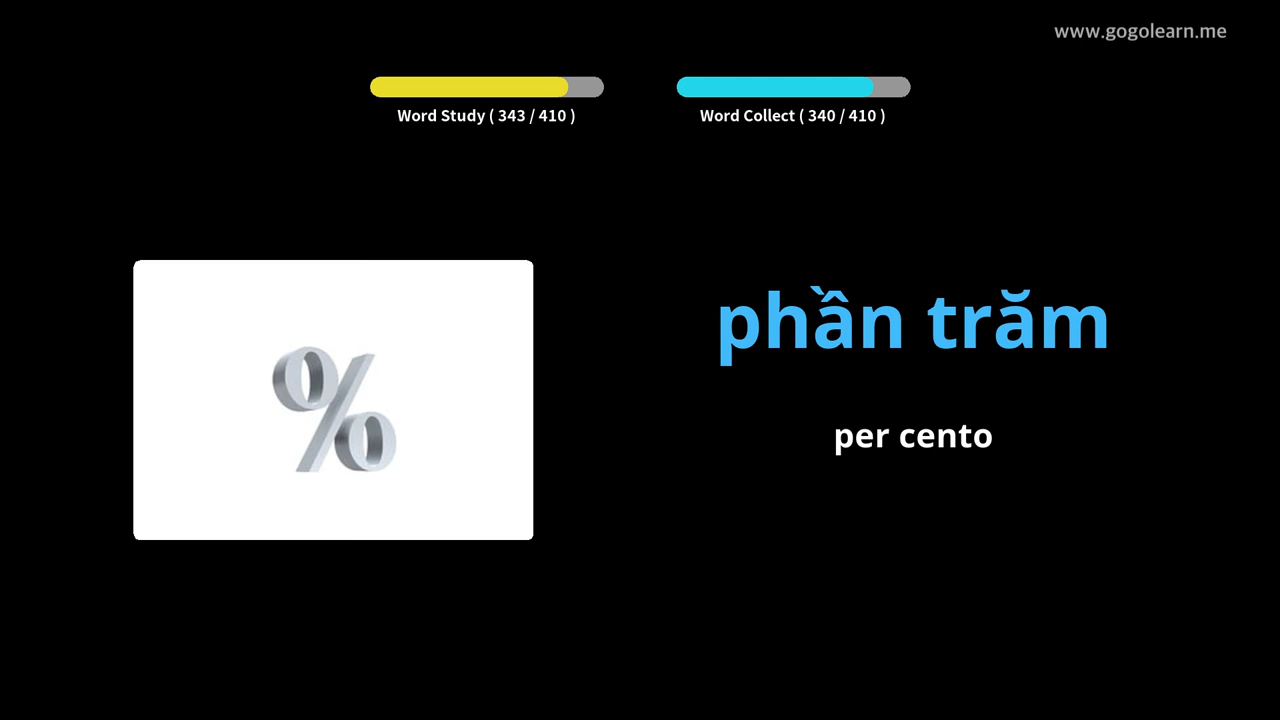 www.gogolearn.me
Word Study ( 343 / 410 )
Word Collect ( 340 / 410 )
%
phần trăm
per cento